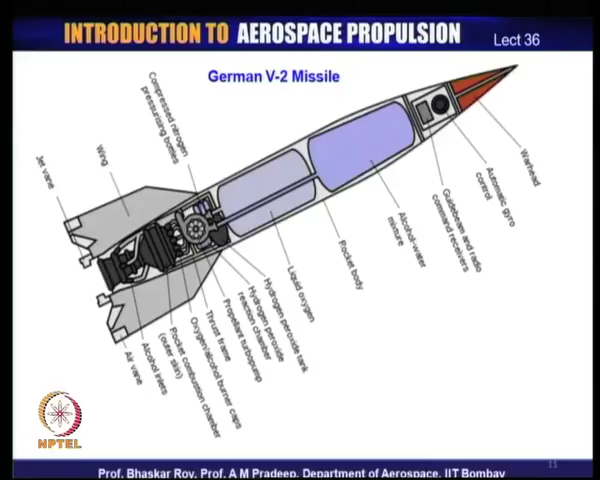 INTRODUCTION TO AEROSPACE PROPULSION
Lect 36
German V-2 Missile
Compressed nitrogen
pressurising bottles
Wing
Jet vane
Warhead
Automatic gyro
control
Guidebeam and radio
command receivers
Alcohol-water
mixture
Rocket body
Liquid oxygen
Hydrogen peroxide tank
Hydrogen peroxide
reaction chamber
Propellant turbopump
Thrust frame
Oxygen/alcohol burner caps
Rocket combustion chamber
(outer skin)
Alcohol inlets
Air vane
NPTEL
11
Prof. Bhaskar Roy, Prof. A M Pradeep, Department of Aerospace, IIT Bombay